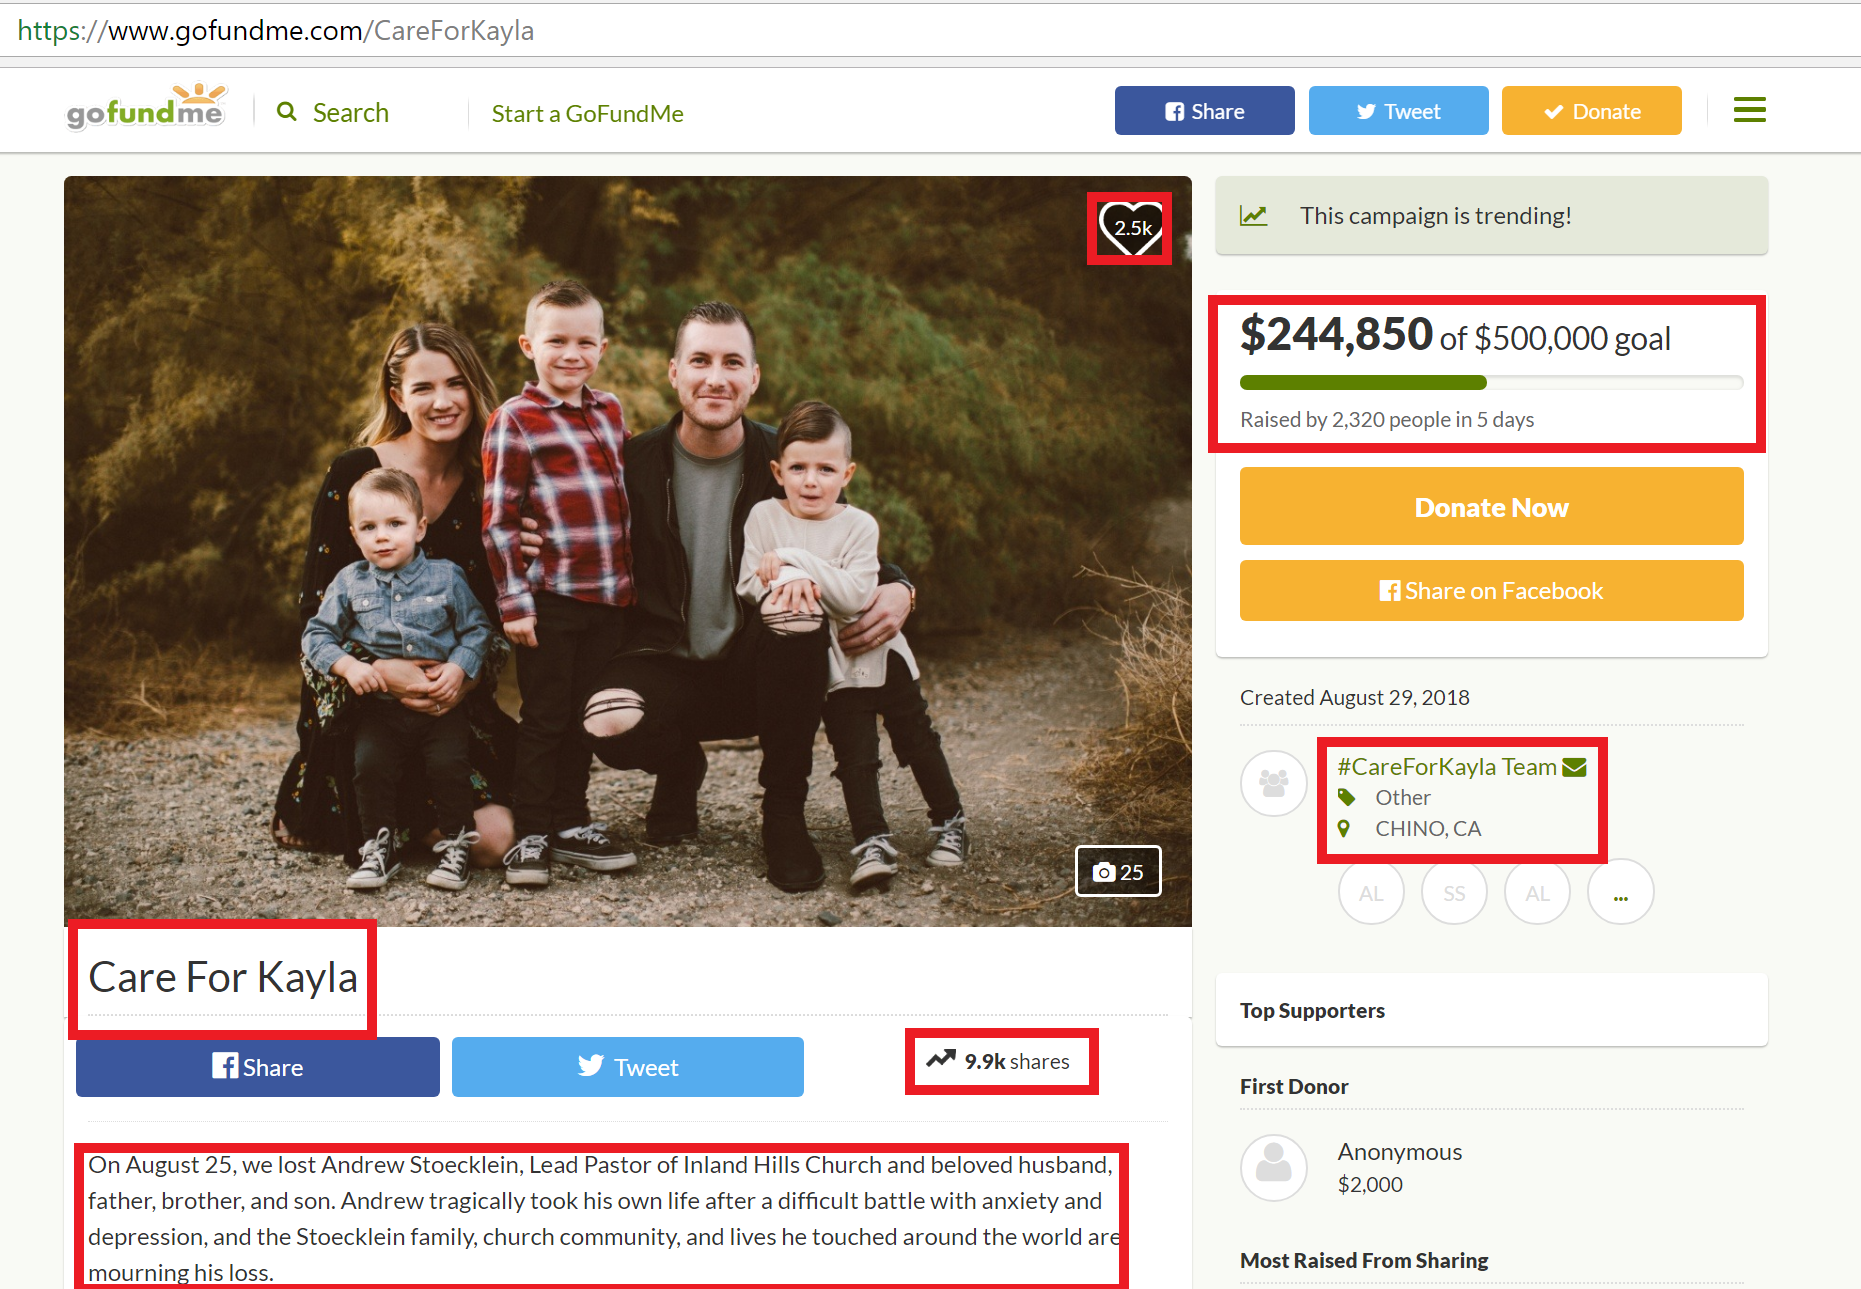 https://www.gofundme.com/CareForKayla
gofundme
Search
Start a GoFundMe
Share
Tweet
Donate
2.5k
25
This campaign is trending!
$244,850 of $500,000 goal
Raised by 2,320 people in 5 days
Donate Now
Share on Facebook
Created August 29, 2018
#CareForKayla Team
Other
CHINO, CA
AL
SS
AL
...
Care For Kayla
Share
Tweet
9.9k shares
On August 25, we lost Andrew Stoecklein, Lead Pastor of Inland Hills Church and beloved husband,
father, brother, and son. Andrew tragically took his own life after a difficult battle with anxiety and
depression, and the Stoecklein family, church community, and lives he touched around the world are
mourning his loss.
Top Supporters
First Donor
Anonymous
$2,000
Most Raised From Sharing